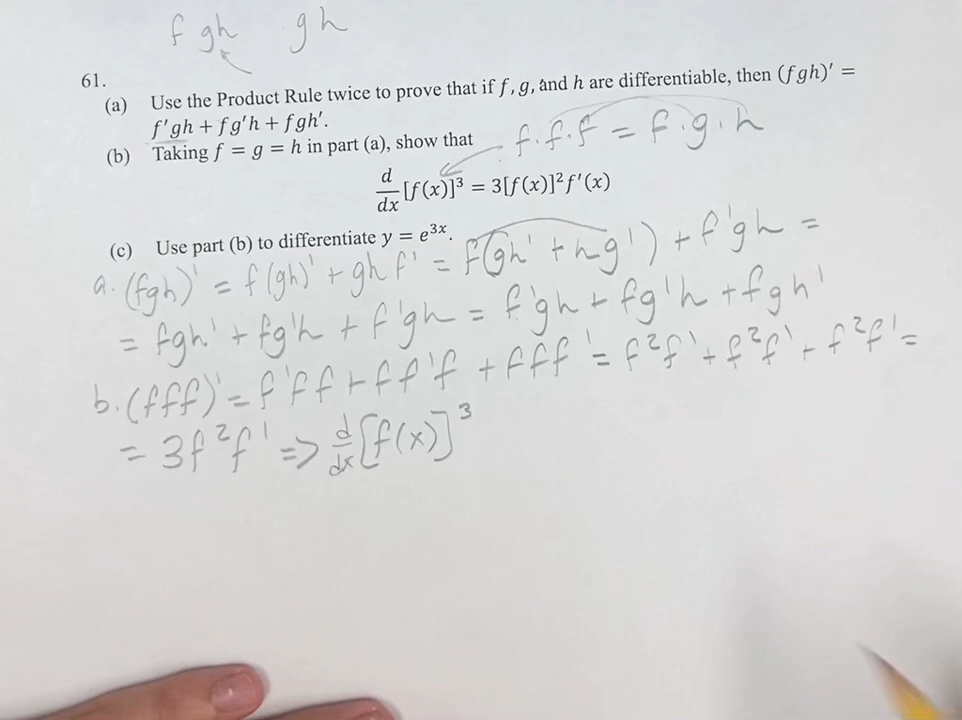 f gh gh
61.
(a) Use the Product Rule twice to prove that if f, g, and h are differentiable, then (fgh)′ =
f′gh + fg′h + fgh′.
(b) Taking f = g = h in part (a), show that
f·f·f = f·g·h
d/dx [f(x)]³ = 3[f(x)]²f′(x)
(c) Use part (b) to differentiate y = e³ˣ.
a. (fgh)' = f(gh)' + ghf' = f(gh' + hg') + f'gh =
= fgh' + fg'h + f'gh = f'gh + fg'h + fgh'
b. (fff)' = f'ff + ff'f + fff' = f²f' + f²f' + f²f' =
= 3f²f' => d/dx [f(x)]³